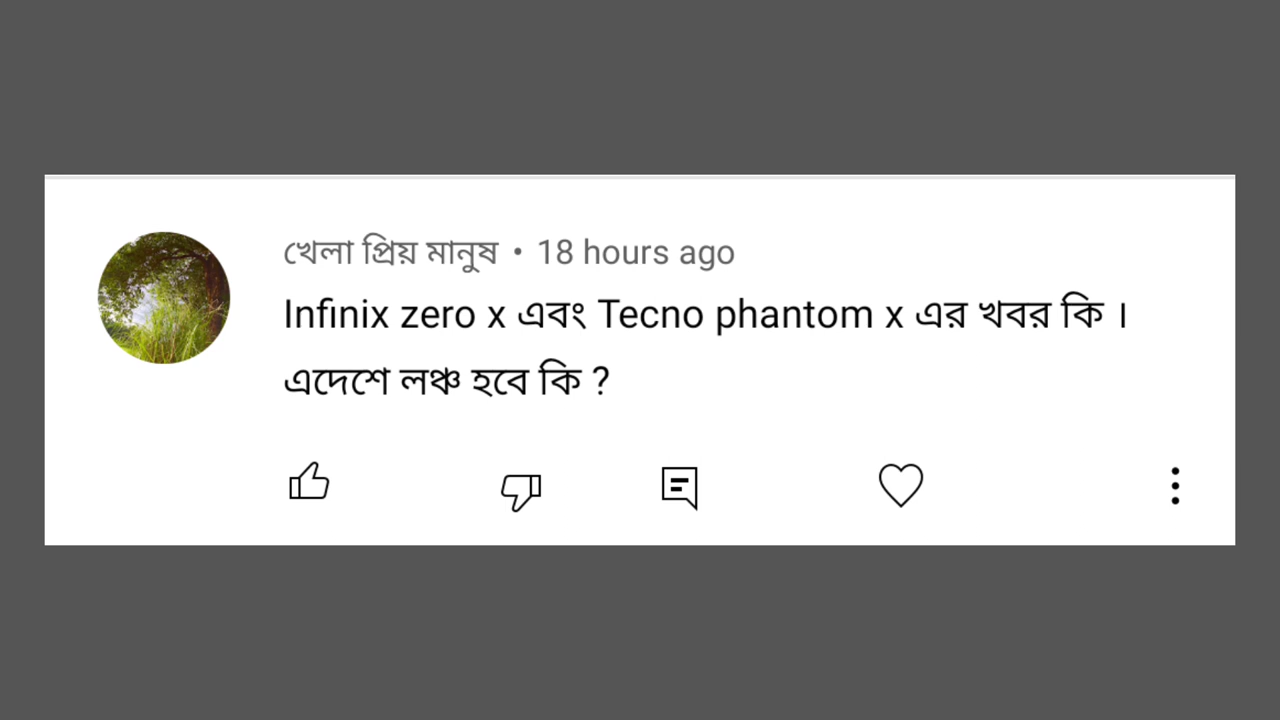 খেলা প্রিয় মানুষ • 18 hours ago
Infinix zero x এবং Tecno phantom x এর খবর কি ।
এদেশে লঞ্চ হবে কি ?